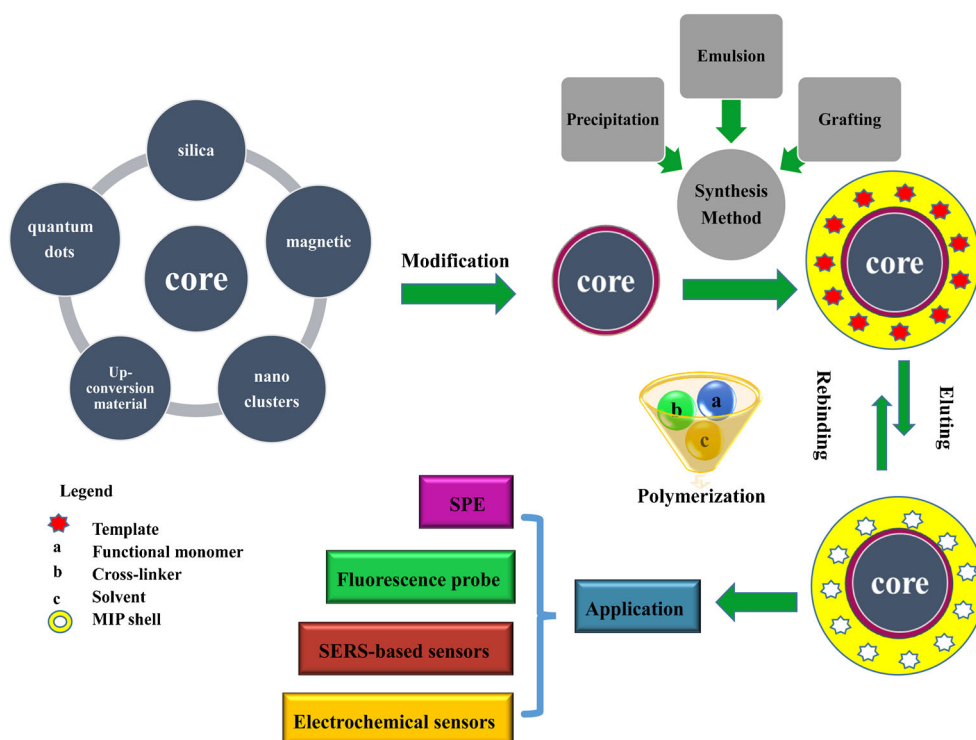 silica
quantum
dots
magnetic
core
Up-
conversion
material
nano
clusters
Modification
core
Emulsion
Precipitation
Grafting
Synthesis
Method
core
Rebinding
Eluting
a
b
c
Polymerization
core
Application
SPE
Fluorescence probe
SERS-based sensors
Electrochemical sensors
Legend
Template
a Functional monomer
b Cross-linker
c Solvent
MIP shell